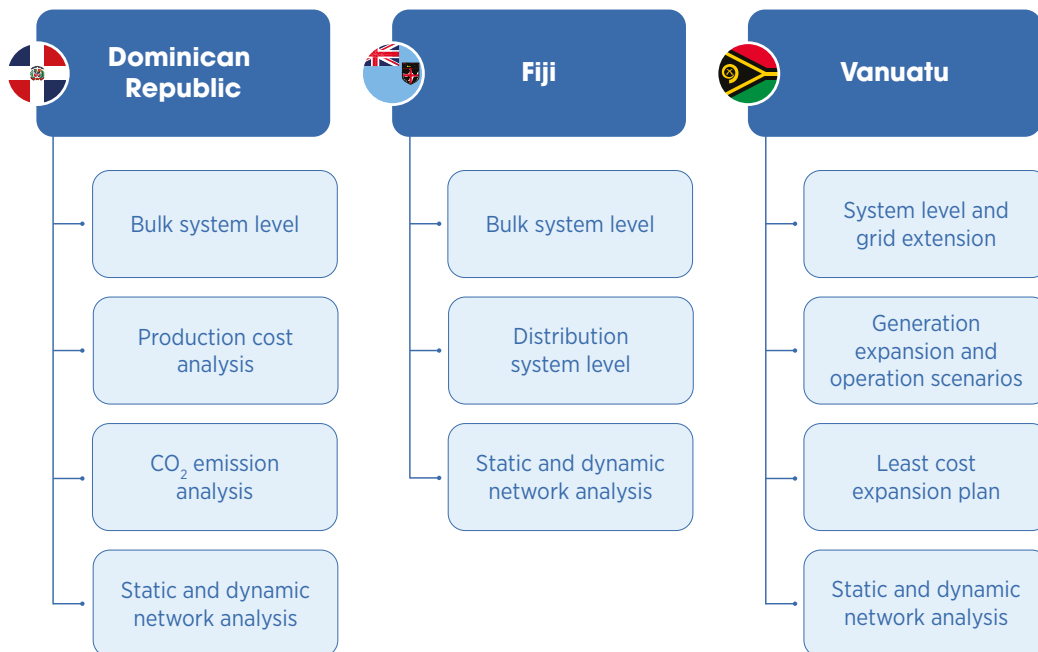 Dominican
Republic
Bulk system level
Production cost
analysis
CO₂ emission
analysis
Static and dynamic
network analysis
Fiji
Bulk system level
Distribution
system level
Static and dynamic
network analysis
Vanuatu
System level and
grid extension
Generation
expansion and
operation scenarios
Least cost
expansion plan
Static and dynamic
network analysis